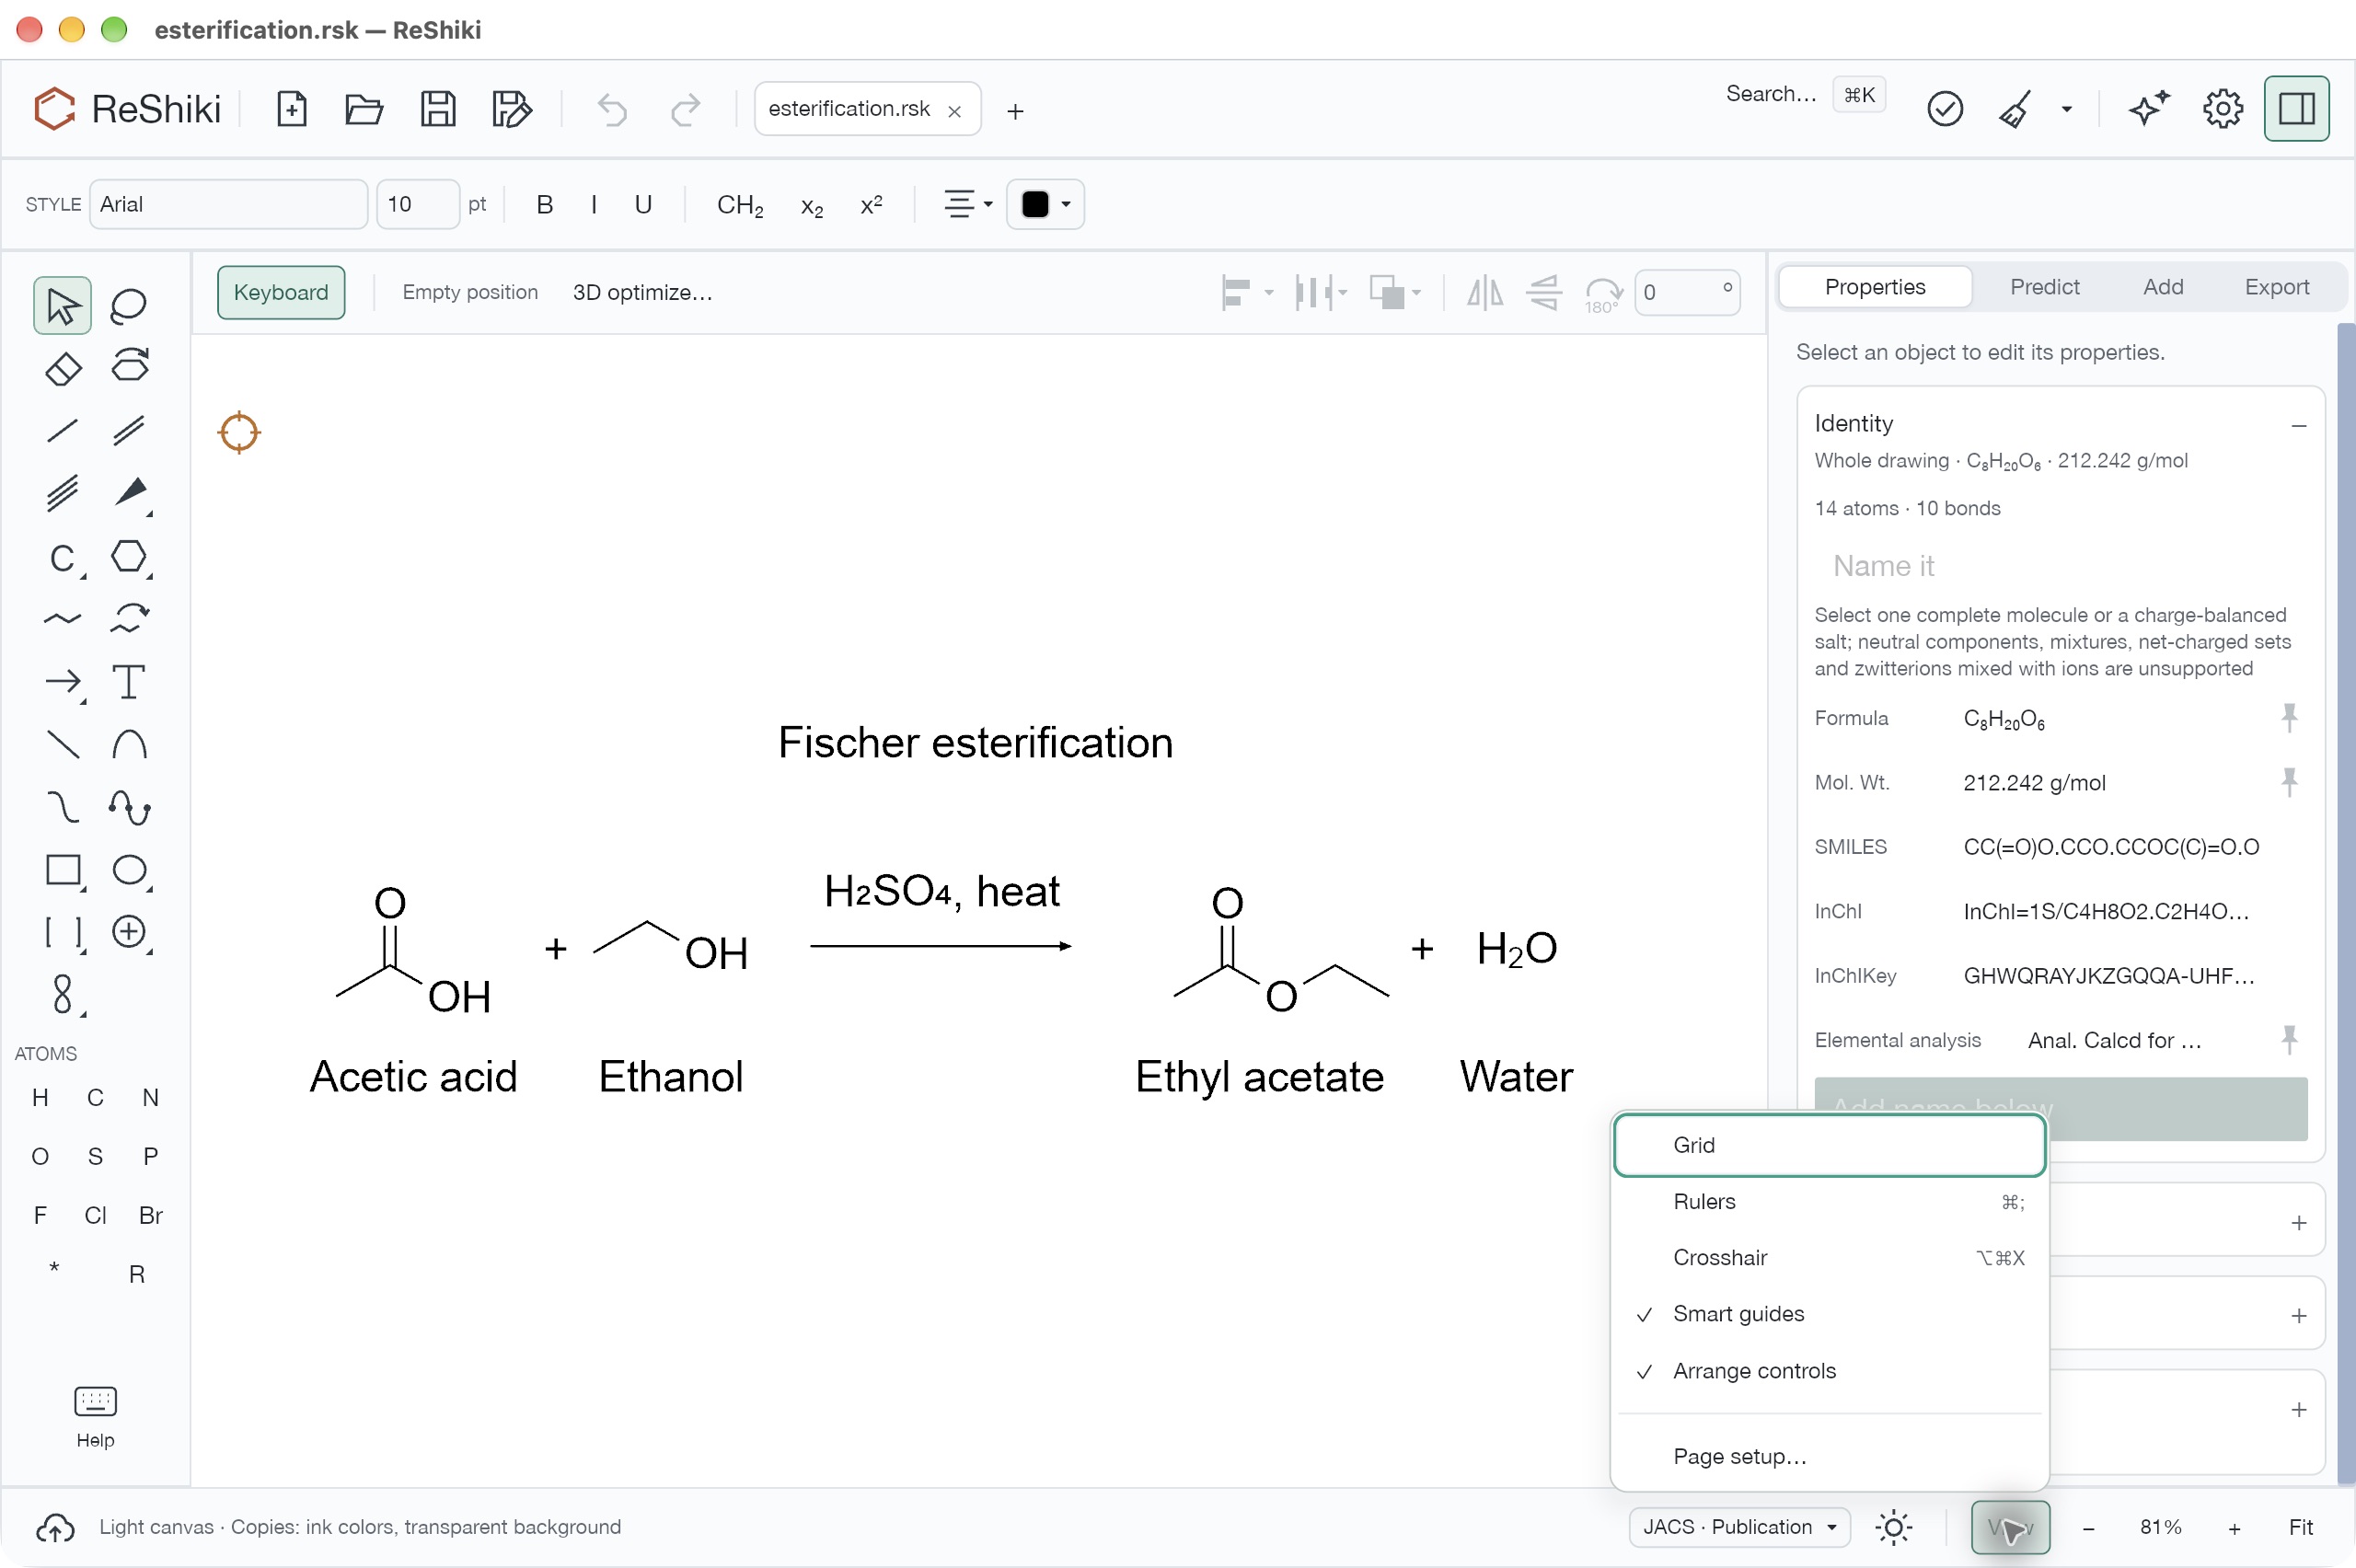 esterification.rsk — ReShiki
ReShiki
esterification.rsk ×
+
Search… ⌘K
STYLE Arial 10 pt B I U CH₂ x₂ x²
Keyboard Empty position 3D optimize…
180° 0 °
Properties Predict Add Export
Select an object to edit its properties.
Identity –
Whole drawing · C₈H₂₀O₆ · 212.242 g/mol
14 atoms · 10 bonds
Name it
Select one complete molecule or a charge-balanced
salt; neutral components, mixtures, net-charged sets
and zwitterions mixed with ions are unsupported
Formula C₈H₂₀O₆
Mol. Wt. 212.242 g/mol
SMILES CC(=O)O.CCO.CCOC(C)=O.O
InChI InChI=1S/C4H8O2.C2H4O…
InChIKey GHWQRAYJKZGQQA-UHF…
Elemental analysis Anal. Calcd for …
Add name below
C
T
[ ]
ATOMS
H C N
O S P
F Cl Br
* R
Help
Fischer esterification
H₂SO₄, heat
O O
+ OH + H₂O
OH O
Acetic acid Ethanol Ethyl acetate Water
Grid
Rulers ⌘;
Crosshair ⌥⌘X
✓ Smart guides
✓ Arrange controls
Page setup…
+
+
+
Light canvas · Copies: ink colors, transparent background
JACS · Publication
− 81% + Fit